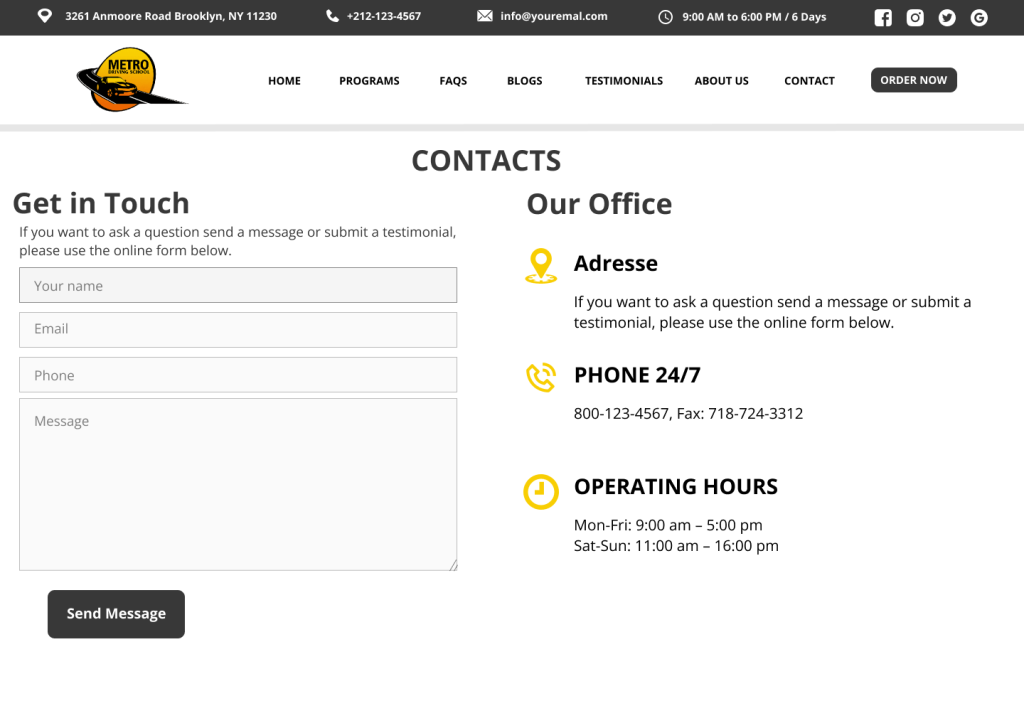 3261 Anmoore Road Brooklyn, NY 11230
+212-123-4567
info@youremal.com
9:00 AM to 6:00 PM / 6 Days
METRO
DRIVING SCHOOL
HOME
PROGRAMS
FAQS
BLOGS
TESTIMONIALS
ABOUT US
CONTACT
ORDER NOW
CONTACTS
Get in Touch
If you want to ask a question send a message or submit a testimonial,
please use the online form below.
Your name
Email
Phone
Message
Send Message
Our Office
Adresse
If you want to ask a question send a message or submit a
testimonial, please use the online form below.
PHONE 24/7
800-123-4567, Fax: 718-724-3312
OPERATING HOURS
Mon-Fri: 9:00 am – 5:00 pm
Sat-Sun: 11:00 am – 16:00 pm